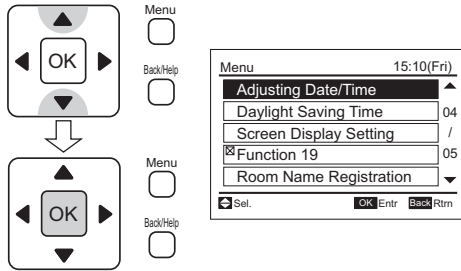 Menu
OK
Back/Help
Menu
OK
Back/Help
Menu 15:10(Fri)
Adjusting Date/Time
Daylight Saving Time 04
Screen Display Setting /
Function 19 05
Room Name Registration
Sel. OK Entr Back Rtrn